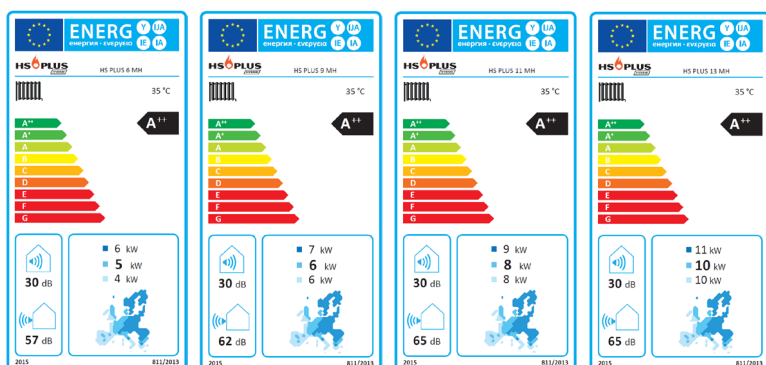 ENERG Y IJA
IE IA
енергия · ενεργεια
HS PLUS
HS PLUS 6 MH
35 °C
A++
A++
A+
A
B
C
D
E
F
G
6 kW
5 kW
4 kW
30 dB
57 dB
2015 811/2013
ENERG Y IJA
IE IA
енергия · ενεργεια
HS PLUS
HS PLUS 9 MH
35 °C
A++
A++
A+
A
B
C
D
E
F
G
7 kW
6 kW
6 kW
30 dB
62 dB
2015 811/2013
ENERG Y IJA
IE IA
енергия · ενεργεια
HS PLUS
HS PLUS 11 MH
35 °C
A++
A++
A+
A
B
C
D
E
F
G
9 kW
8 kW
8 kW
30 dB
65 dB
2015 811/2013
ENERG Y IJA
IE IA
енергия · ενεργεια
HS PLUS
HS PLUS 13 MH
35 °C
A++
A++
A+
A
B
C
D
E
F
G
11 kW
10 kW
10 kW
30 dB
65 dB
2015 811/2013